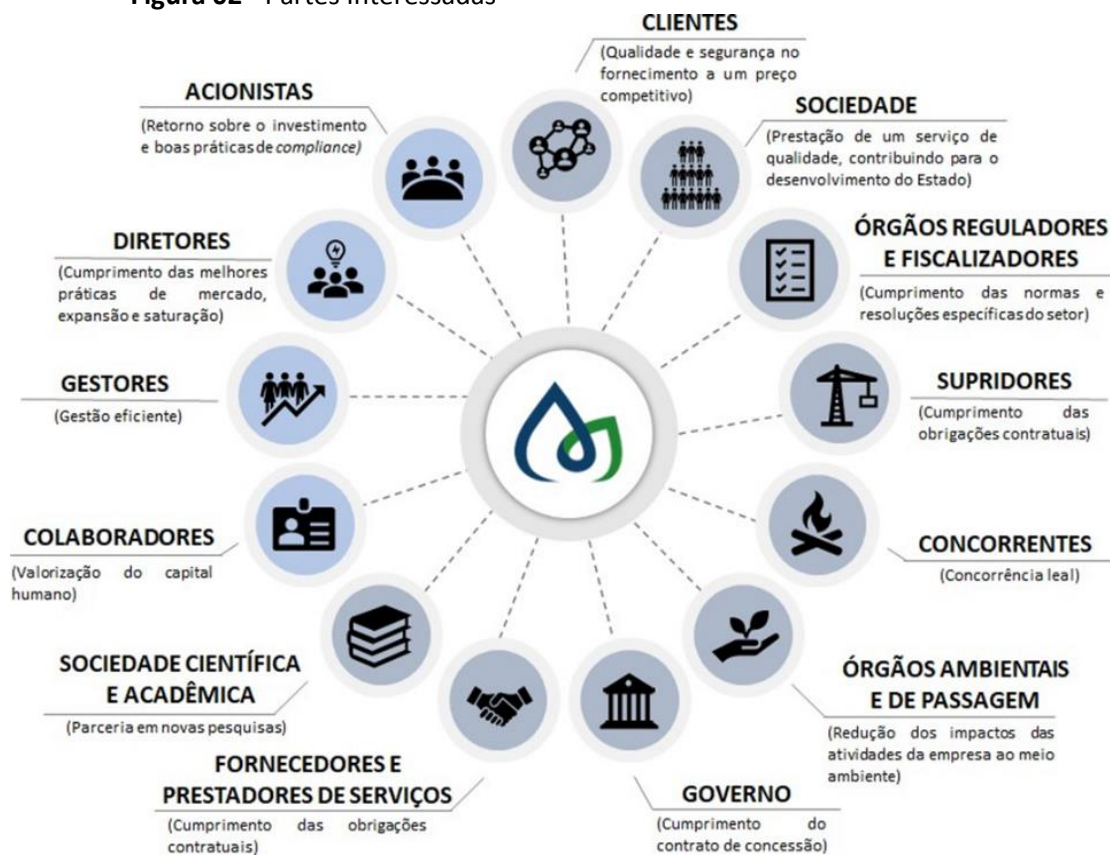 Figura 02 - Partes Interessadas
CLIENTES
(Qualidade e segurança no
fornecimento a um preço
competitivo)
SOCIEDADE
(Prestação de um serviço de
qualidade, contribuindo para o
desenvolvimento do Estado)
ÓRGÃOS REGULADORES
E FISCALIZADORES
(Cumprimento das normas e
resoluções específicas do setor)
SUPRIDORES
(Cumprimento das
obrigações contratuais)
CONCORRENTES
(Concorrência leal)
ÓRGÃOS AMBIENTAIS
E DE PASSAGEM
(Redução dos impactos das
atividades da empresa ao meio
ambiente)
GOVERNO
(Cumprimento do
contrato de concessão)
FORNECEDORES E
PRESTADORES DE SERVIÇOS
(Cumprimento das obrigações
contratuais)
SOCIEDADE CIENTÍFICA
E ACADÊMICA
(Parceria em novas pesquisas)
COLABORADORES
(Valorização do capital
humano)
GESTORES
(Gestão eficiente)
DIRETORES
(Cumprimento das melhores
práticas de mercado,
expansão e saturação)
ACIONISTAS
(Retorno sobre o investimento
e boas práticas de compliance)